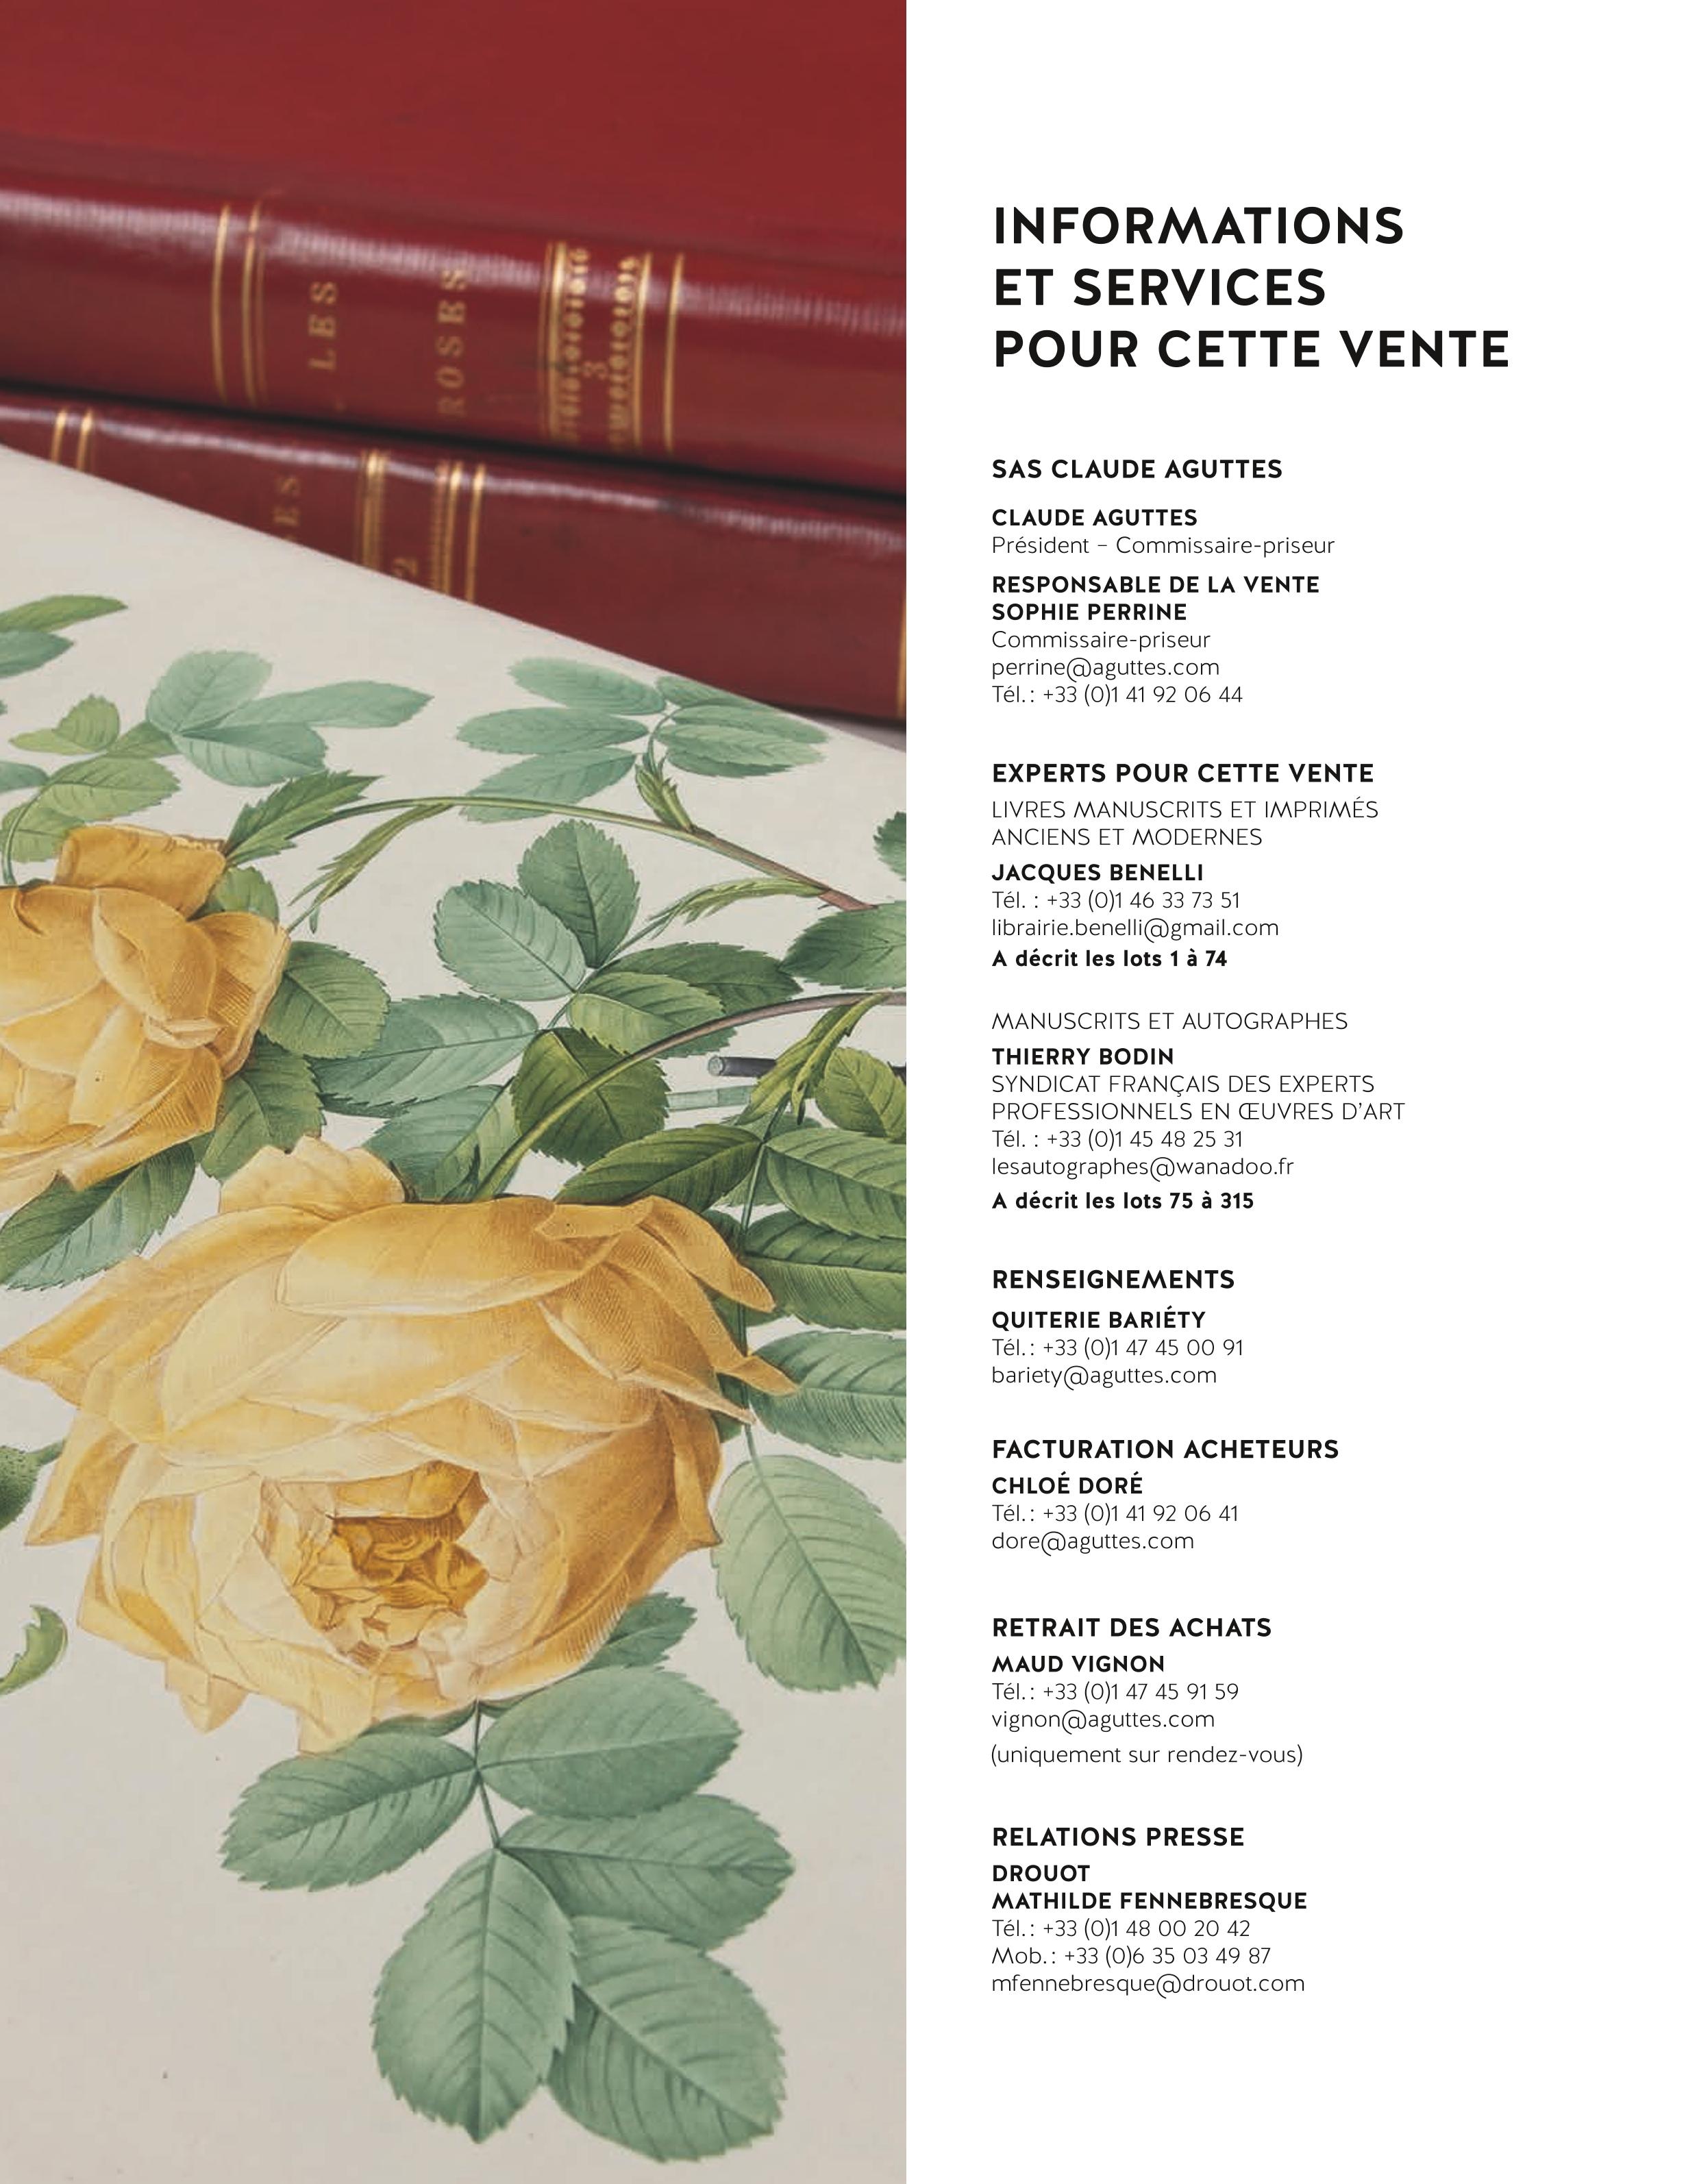 LES
ROSES
3
2
INFORMATIONS
ET SERVICES
POUR CETTE VENTE
SAS CLAUDE AGUTTES
CLAUDE AGUTTES
Président – Commissaire-priseur
RESPONSABLE DE LA VENTE
SOPHIE PERRINE
Commissaire-priseur
perrine@aguttes.com
Tél. : +33 (0)1 41 92 06 44
EXPERTS POUR CETTE VENTE
LIVRES MANUSCRITS ET IMPRIMÉS
ANCIENS ET MODERNES
JACQUES BENELLI
Tél. : +33 (0)1 46 33 73 51
librairie.benelli@gmail.com
A décrit les lots 1 à 74
MANUSCRITS ET AUTOGRAPHES
THIERRY BODIN
SYNDICAT FRANÇAIS DES EXPERTS
PROFESSIONNELS EN ŒUVRES D'ART
Tél. : +33 (0)1 45 48 25 31
lesautographes@wanadoo.fr
A décrit les lots 75 à 315
RENSEIGNEMENTS
QUITERIE BARIÉTY
Tél. : +33 (0)1 47 45 00 91
bariety@aguttes.com
FACTURATION ACHETEURS
CHLOÉ DORÉ
Tél. : +33 (0)1 41 92 06 41
dore@aguttes.com
RETRAIT DES ACHATS
MAUD VIGNON
Tél. : +33 (0)1 47 45 91 59
vignon@aguttes.com
(uniquement sur rendez-vous)
RELATIONS PRESSE
DROUOT
MATHILDE FENNEBRESQUE
Tél. : +33 (0)1 48 00 20 42
Mob. : +33 (0)6 35 03 49 87
mfennebresque@drouot.com